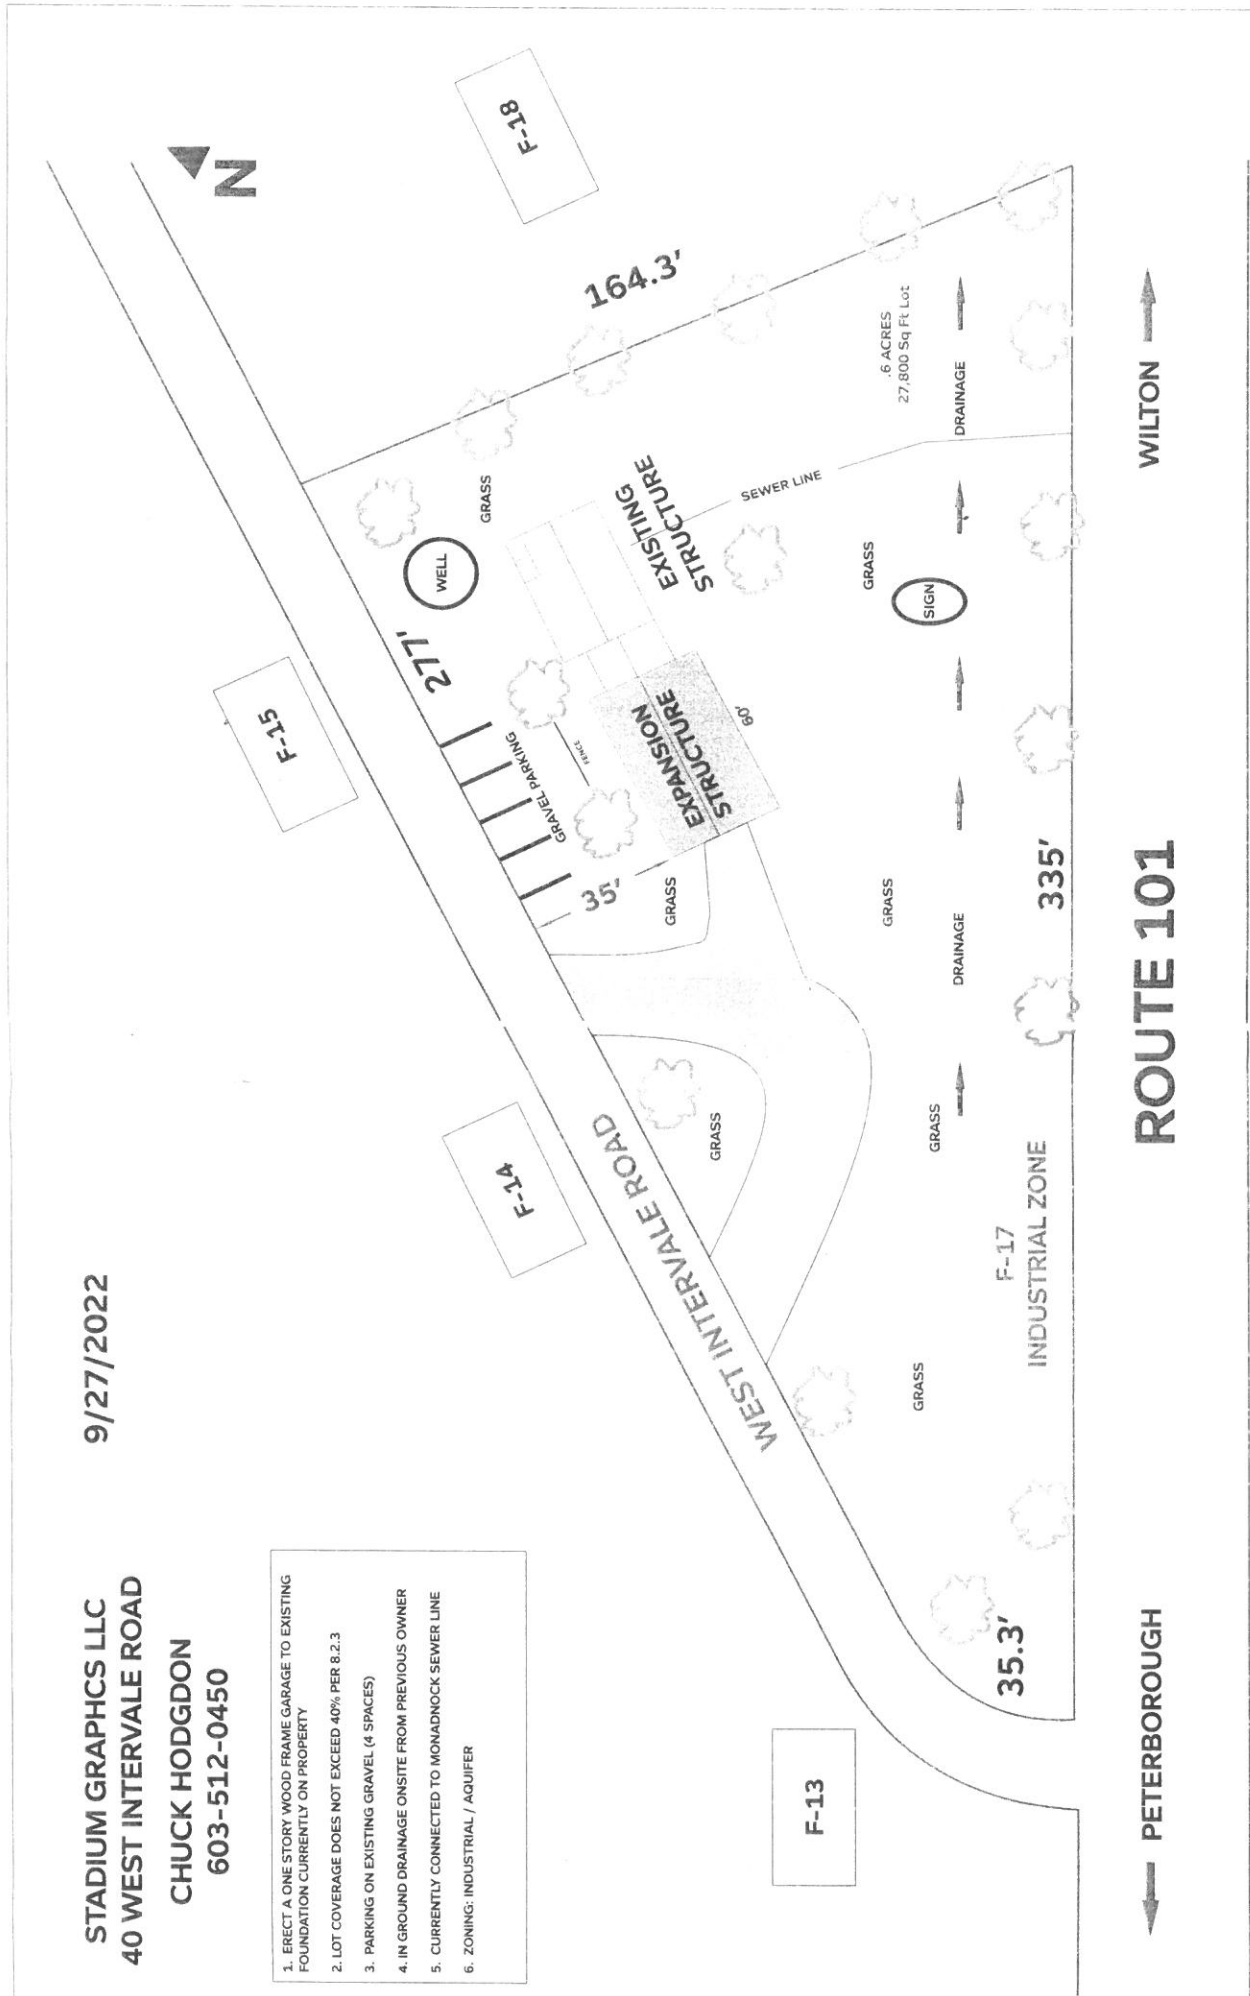 STADIUM GRAPHCS LLC
9/27/2022
40 WEST INTERVALE ROAD
CHUCK HODGDON
603-512-0450
1. ERECT A ONE STORY WOOD FRAME GARAGE TO EXISTING
FOUNDATION CURRENTLY ON PROPERTY
2. LOT COVERAGE DOES NOT EXCEED 40% PER 8.2.3
3. PARKING ON EXISTING GRAVEL (4 SPACES)
4. IN GROUND DRAINAGE ONSITE FROM PREVIOUS OWNER
5. CURRENTLY CONNECTED TO MONADNOCK SEWER LINE
6. ZONING: INDUSTRIAL / AQUIFER
N
F-15
F-14
F-18
F-13
WEST INTERVALE ROAD
277'
WELL
GRASS
164.3'
GRAVEL PARKING
FENCE
35'
GRASS
EXPANSION
STRUCTURE
60'
EXISTING
STRUCTURE
SEWER LINE
GRASS
GRASS
GRASS
SIGN
.6 ACRES
27,800 Sq Ft Lot
GRASS
GRASS
DRAINAGE
DRAINAGE
F-17
INDUSTRIAL ZONE
35.3'
335'
PETERBOROUGH
ROUTE 101
WILTON